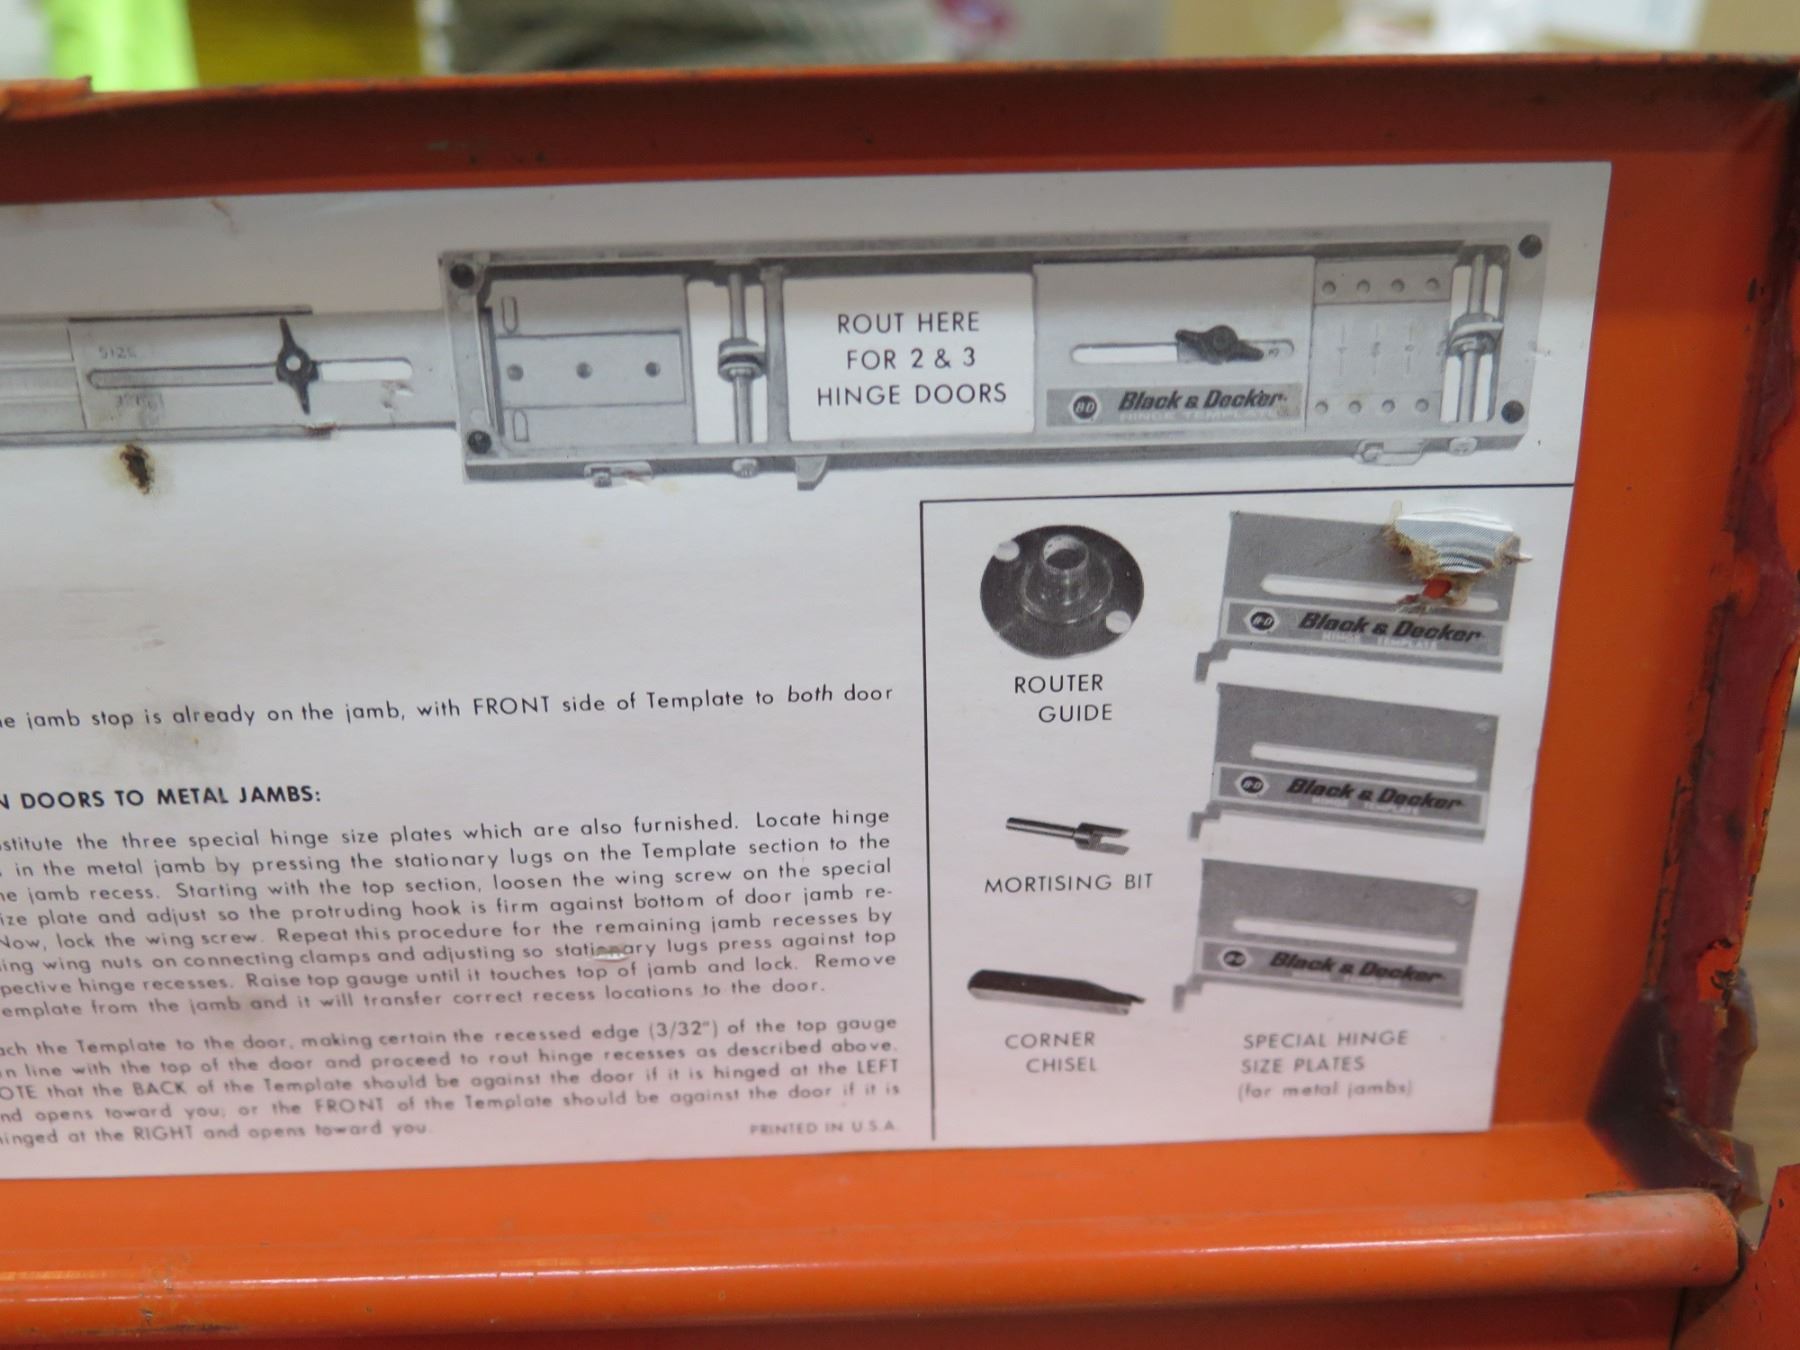 SIZE
ROUT HERE
FOR 2 & 3
HINGE DOORS
B-D Black & Decker
HINGE TEMPLATE
e jamb stop is already on the jamb, with FRONT side of Template to both door
N DOORS TO METAL JAMBS:
stitute the three special hinge size plates which are also furnished. Locate hinge
in the metal jamb by pressing the stationary lugs on the Template section to the
ne jamb recess. Starting with the top section, loosen the wing screw on the special
ize plate and adjust so the protruding hook is firm against bottom of door jamb re-
Now, lock the wing screw. Repeat this procedure for the remaining jamb recesses by
ing wing nuts on connecting clamps and adjusting so stationary lugs press against top
pective hinge recesses. Raise top gauge until it touches top of jamb and lock. Remove
emplate from the jamb and it will transfer correct recess locations to the door.
ach the Template to the door, making certain the recessed edge (3/32") of the top gauge
n line with the top of the door and proceed to rout hinge recesses as described above.
OTE that the BACK of the Template should be against the door if it is hinged at the LEFT
nd opens toward you; or the FRONT of the Template should be against the door if it is
inged at the RIGHT and opens toward you.
PRINTED IN U.S.A.
ROUTER
GUIDE
MORTISING BIT
CORNER
CHISEL
B-D Black & Decker
HINGE TEMPLATE
B-D Black & Decker
HINGE TEMPLATE
B-D Black & Decker
TEMPLATE
SPECIAL HINGE
SIZE PLATES
(for metal jambs)